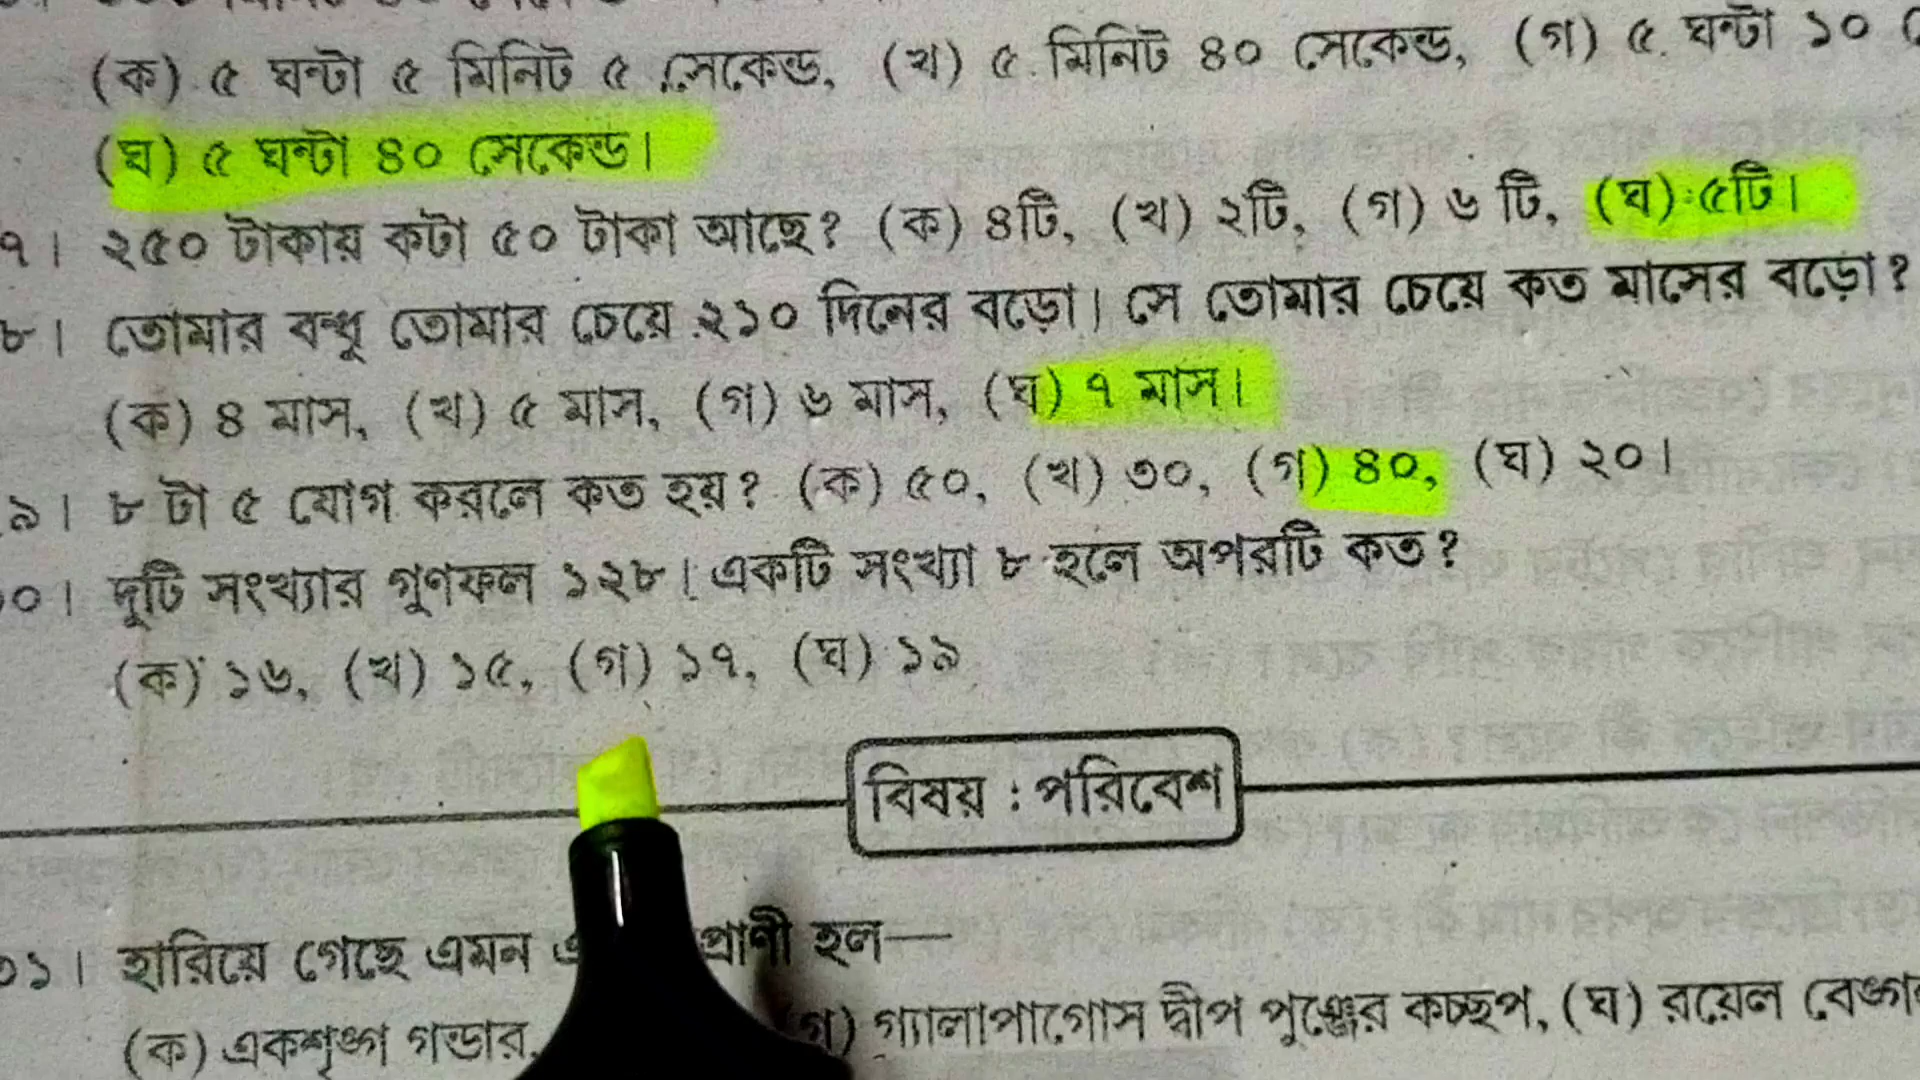 (ক) ৫ ঘন্টা ৫ মিনিট ৫ সেকেন্ড, (খ) ৫ মিনিট ৪০ সেকেন্ড, (গ) ৫ ঘন্টা ১০
(ঘ) ৫ ঘন্টা ৪০ সেকেন্ড।
৭। ২৫০ টাকায় কটা ৫০ টাকা আছে? (ক) ৪টি, (খ) ২টি, (গ) ৬ টি, (ঘ) ৫টি।
৮। তোমার বন্ধু তোমার চেয়ে ২১০ দিনের বড়ো। সে তোমার চেয়ে কত মাসের বড়ো?
(ক) ৪ মাস, (খ) ৫ মাস, (গ) ৬ মাস, (ঘ) ৭ মাস।
৯। ৮ টা ৫ যোগ করলে কত হয়? (ক) ৫০, (খ) ৩০, (গ) ৪০, (ঘ) ২০।
০। দুটি সংখ্যার গুণফল ১২৮। একটি সংখ্যা ৮ হলে অপরটি কত?
(ক) ১৬, (খ) ১৫, (গ) ১৭, (ঘ) ১৯
বিষয় : পরিবেশ
৩১। হারিয়ে গেছে এমন প্রাণী হল—
(ক) একশৃঙ্গ গন্ডার, গ) গ্যালাপাগোস দ্বীপ পুঞ্জের কচ্ছপ, (ঘ) রয়েল